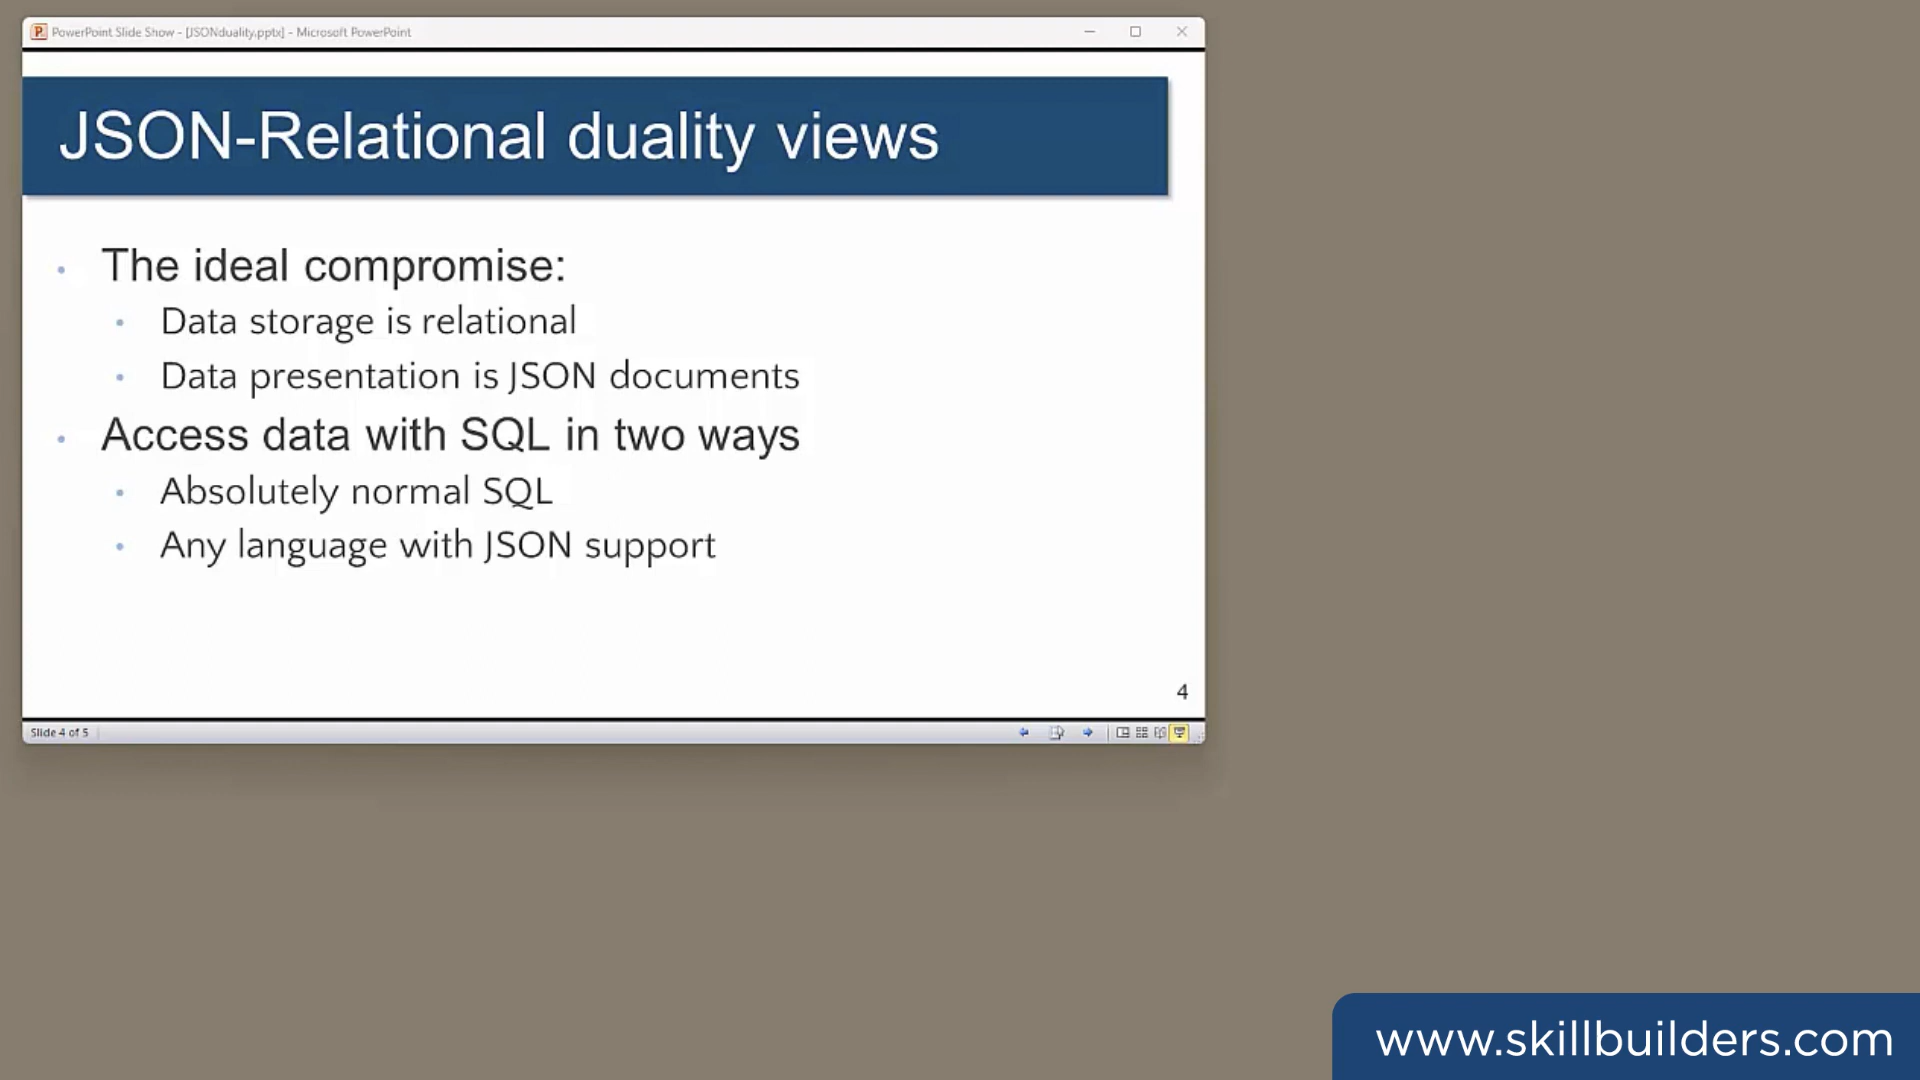 PowerPoint Slide Show - [JSONduality.pptx] - Microsoft PowerPoint
JSON-Relational duality views
• The ideal compromise:
• Data storage is relational
• Data presentation is JSON documents
• Access data with SQL in two ways
• Absolutely normal SQL
• Any language with JSON support
4
Slide 4 of 5
www.skillbuilders.com